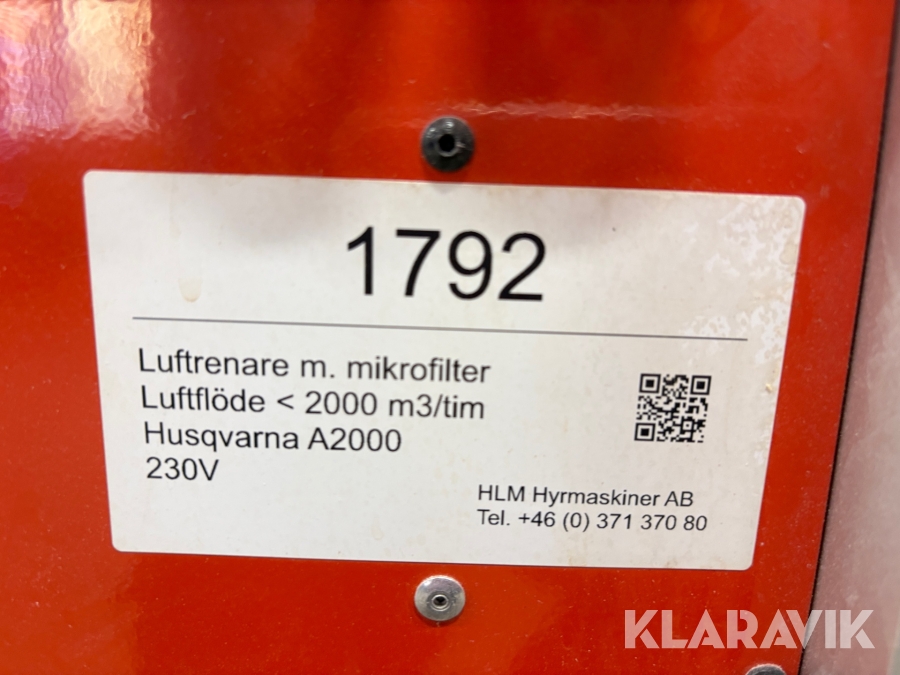 1792
Luftrenare m. mikrofilter
Luftflöde < 2000 m3/tim
Husqvarna A2000
230V
HLM Hyrmaskiner AB
Tel. +46 (0) 371 370 80
KLARAVIK